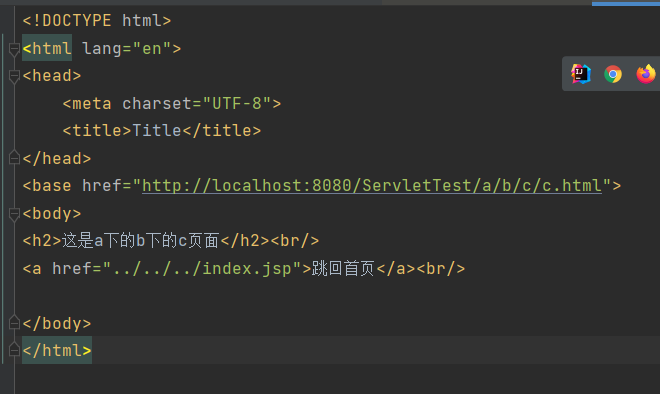 <!DOCTYPE html>
<html lang="en">
<head>
    <meta charset="UTF-8">
    <title>Title</title>
</head>
<base href="http://localhost:8080/ServletTest/a/b/c/c.html">
<body>
<h2>这是a下的b下的c页面</h2><br/>
<a href="../../../index.jsp">跳回首页</a><br/>

</body>
</html>